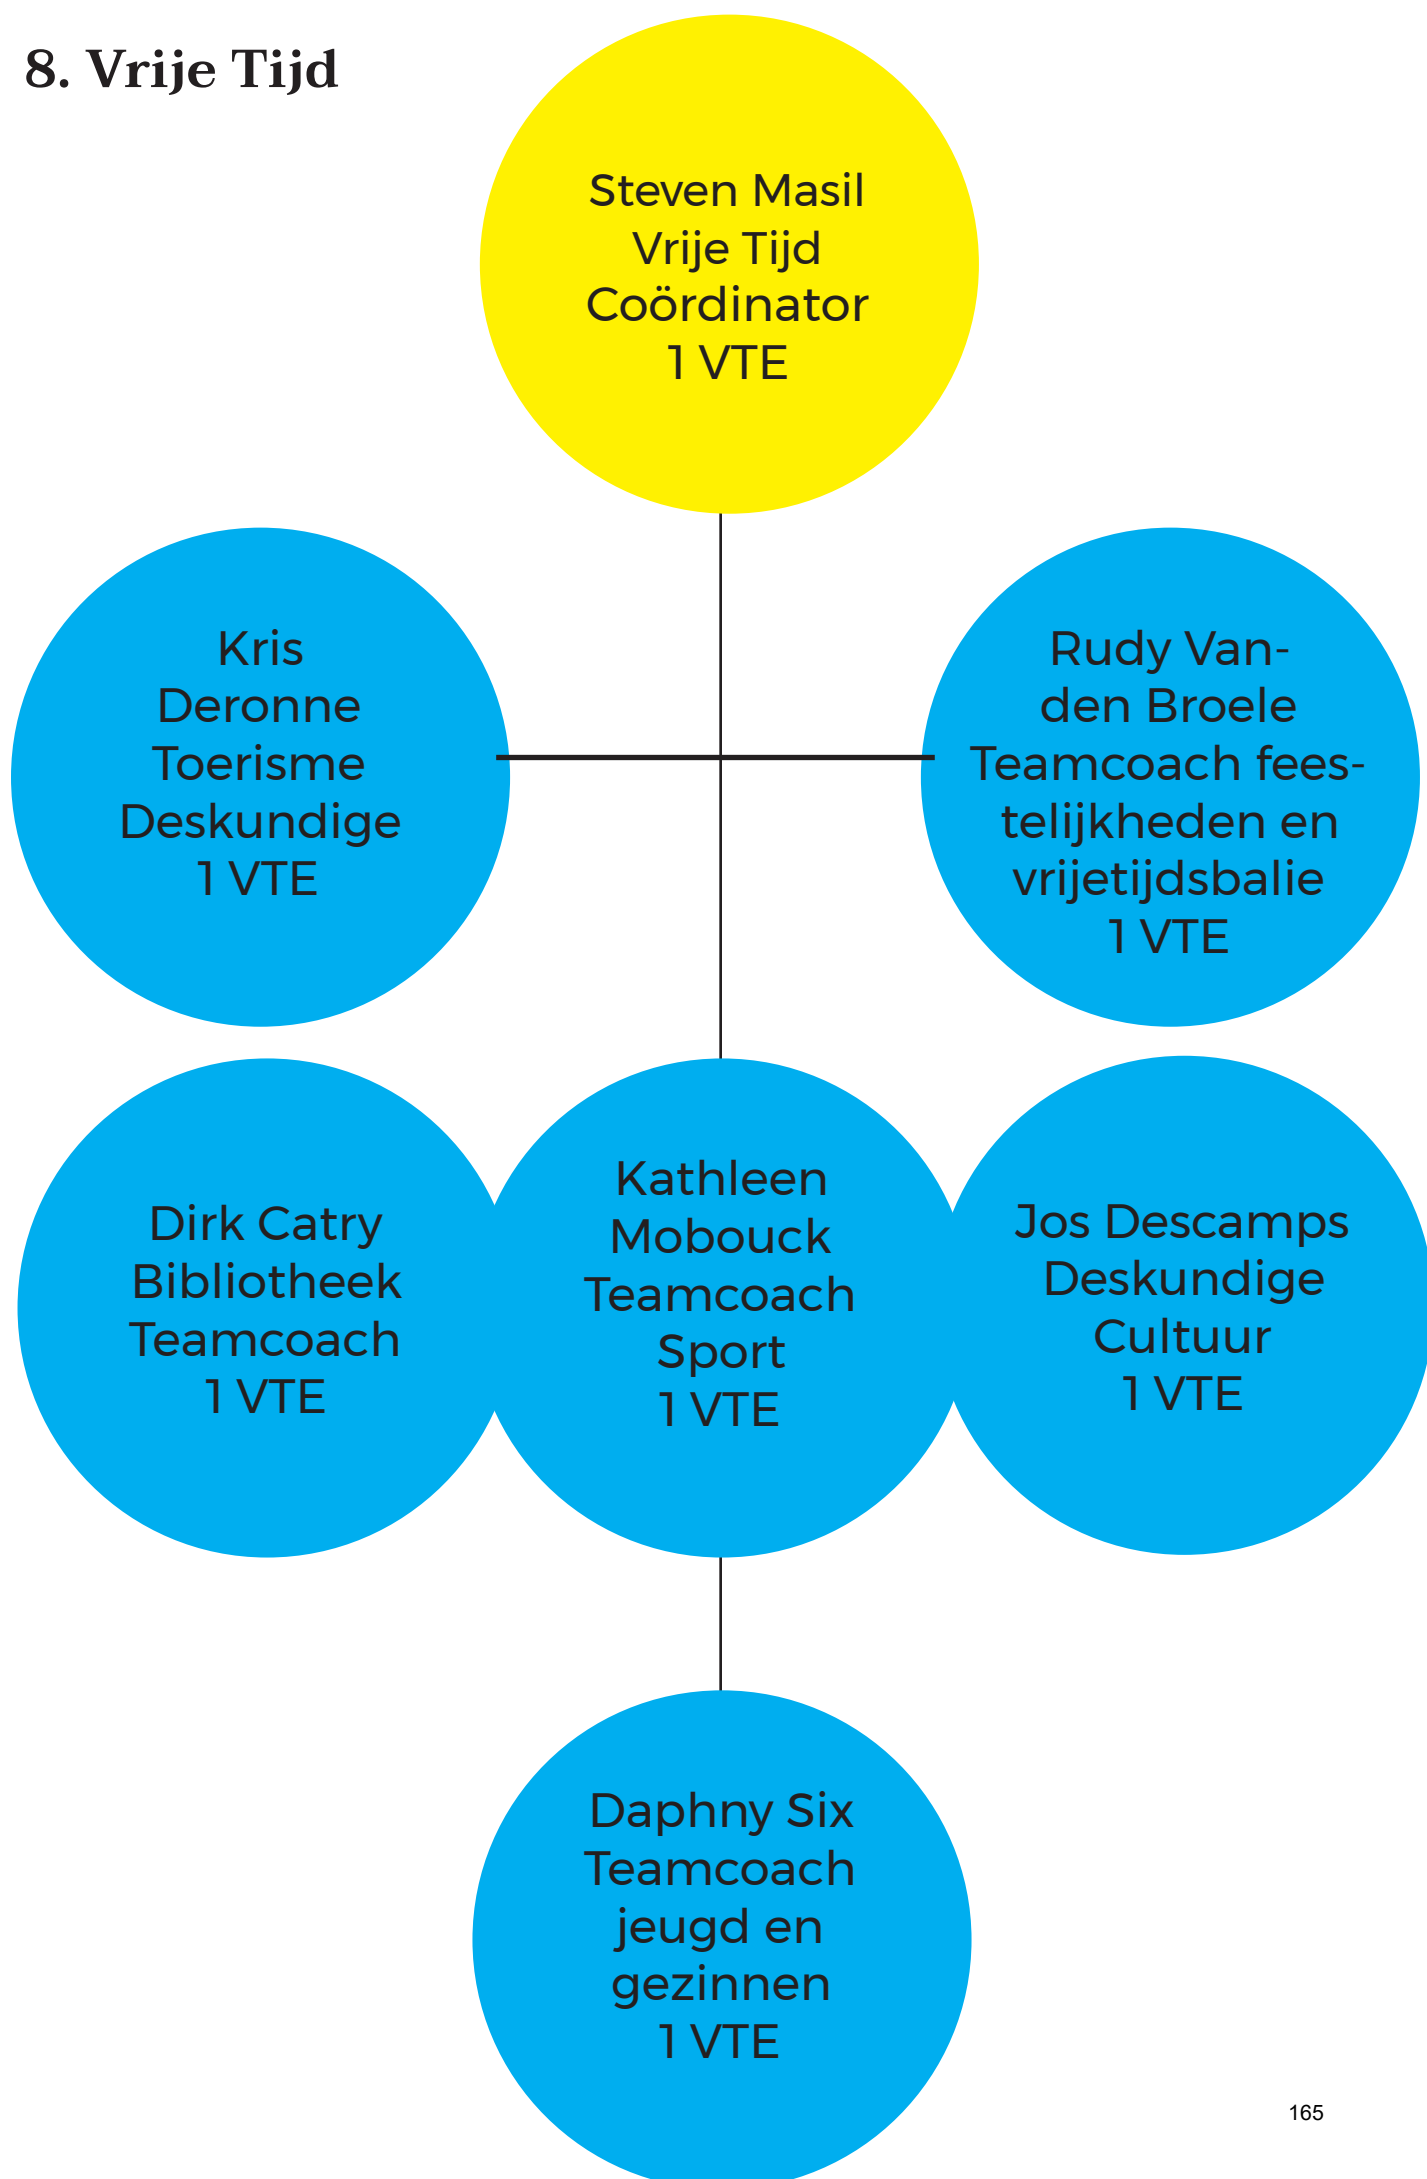 8. Vrije Tijd
Steven Masil
Vrije Tijd
Coördinator
1 VTE
Kris
Deronne
Toerisme
Deskundige
1 VTE
Rudy Van-
den Broele
Teamcoach fees-
telijkheden en
vrijetijdsbalie
1 VTE
Dirk Catry
Bibliotheek
Teamcoach
1 VTE
Kathleen
Mobouck
Teamcoach
Sport
1 VTE
Jos Descamps
Deskundige
Cultuur
1 VTE
Daphny Six
Teamcoach
jeugd en
gezinnen
1 VTE
165